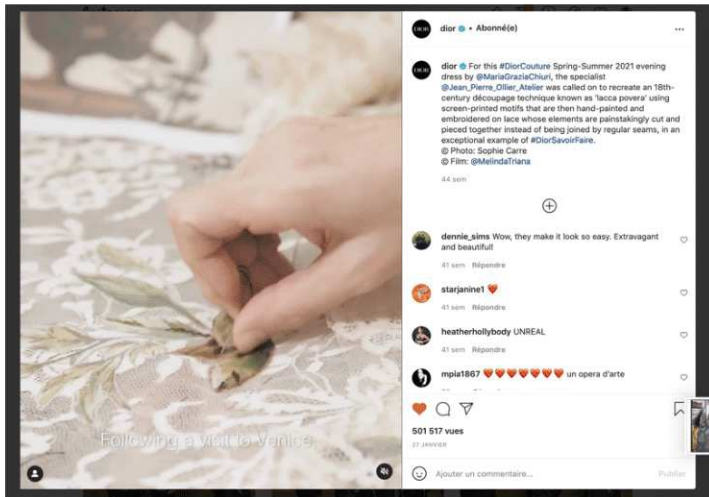 Following a visit to Venise
DIOR
dior • Abonné(e)
DIOR
dior For this #DiorCouture Spring-Summer 2021 evening
dress by @MariaGraziaChiuri, the specialist
@Jean_Pierre_Ollier_Atelier was called on to recreate an 18th-
century découpage technique known as 'lacca povera' using
screen-printed motifs that are then hand-painted and
embroidered on lace whose elements are painstakingly cut and
pieced together instead of being joined by regular seams, in an
exceptional example of #DiorSavoirFaire.
© Photo: Sophie Carre
© Film: @MelindaTriana
44 sem
dennie_sims Wow, they make it look so easy. Extravagant
and beautiful!
41 sem Répondre
starjanine1
41 sem Répondre
heatherhollybody UNREAL
41 sem Répondre
mpia1867 un opera d'arte
501 517 vues
27 JANVIER
Ajouter un commentaire...
Publier